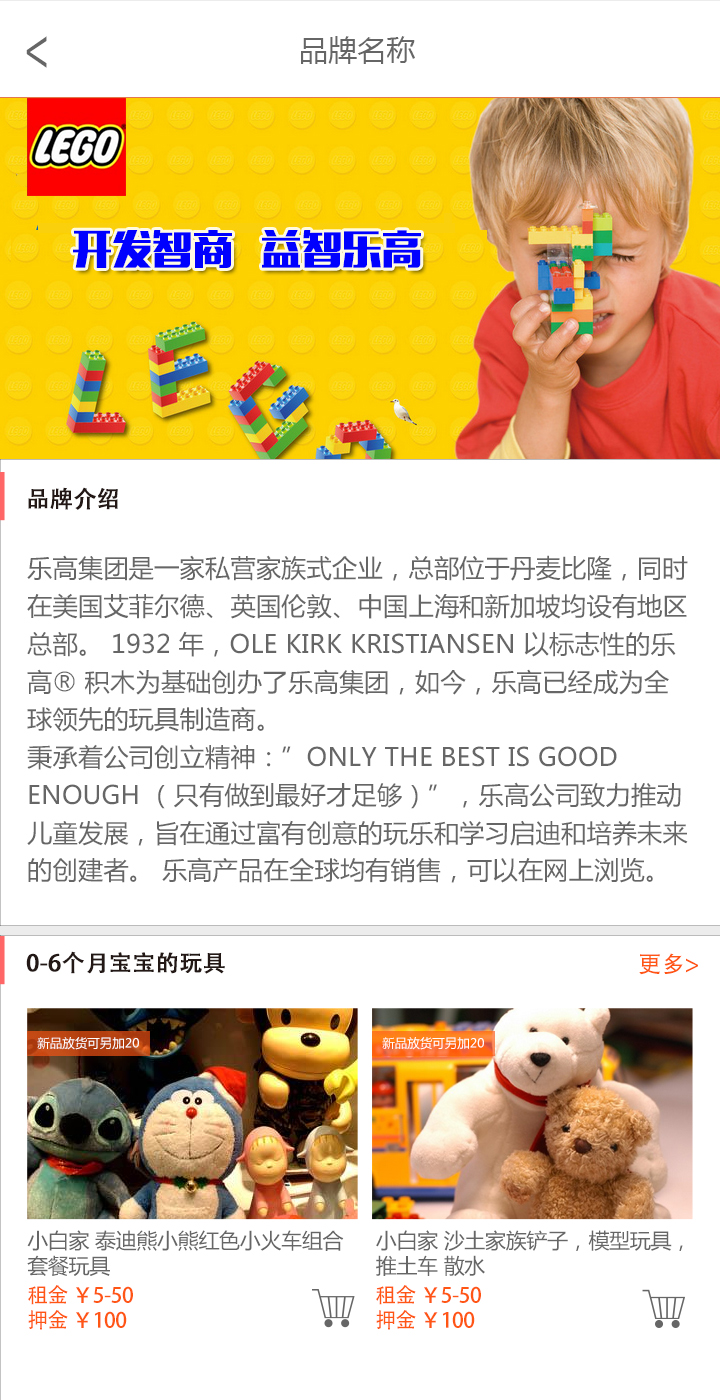 <
品牌名称
LEGO
开发智商 益智乐高
LEGO
品牌介绍
乐高集团是一家私营家族式企业，总部位于丹麦比隆，同时
在美国艾菲尔德、英国伦敦、中国上海和新加坡均设有地区
总部。 1932 年，OLE KIRK KRISTIANSEN 以标志性的乐
高® 积木为基础创办了乐高集团，如今，乐高已经成为全
球领先的玩具制造商。
秉承着公司创立精神：”ONLY THE BEST IS GOOD
ENOUGH （只有做到最好才足够）” ，乐高公司致力推动
儿童发展，旨在通过富有创意的玩乐和学习启迪和培养未来
的创建者。 乐高产品在全球均有销售，可以在网上浏览。
0-6个月宝宝的玩具
更多>
新品放货可另加20
新品放货可另加20
小白家 泰迪熊小熊红色小火车组合
套餐玩具
租金 ￥5-50
押金 ￥100
小白家 沙土家族铲子，模型玩具，
推土车 散水
租金 ￥5-50
押金 ￥100